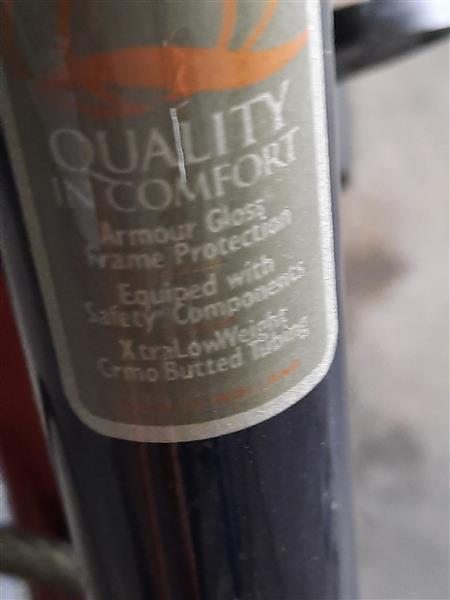 QUALITY
IN COMFORT
Armour Gloss
Frame Protection
Equiped with
Safety Components
XtraLowWeight
Crmo Butted Tubing